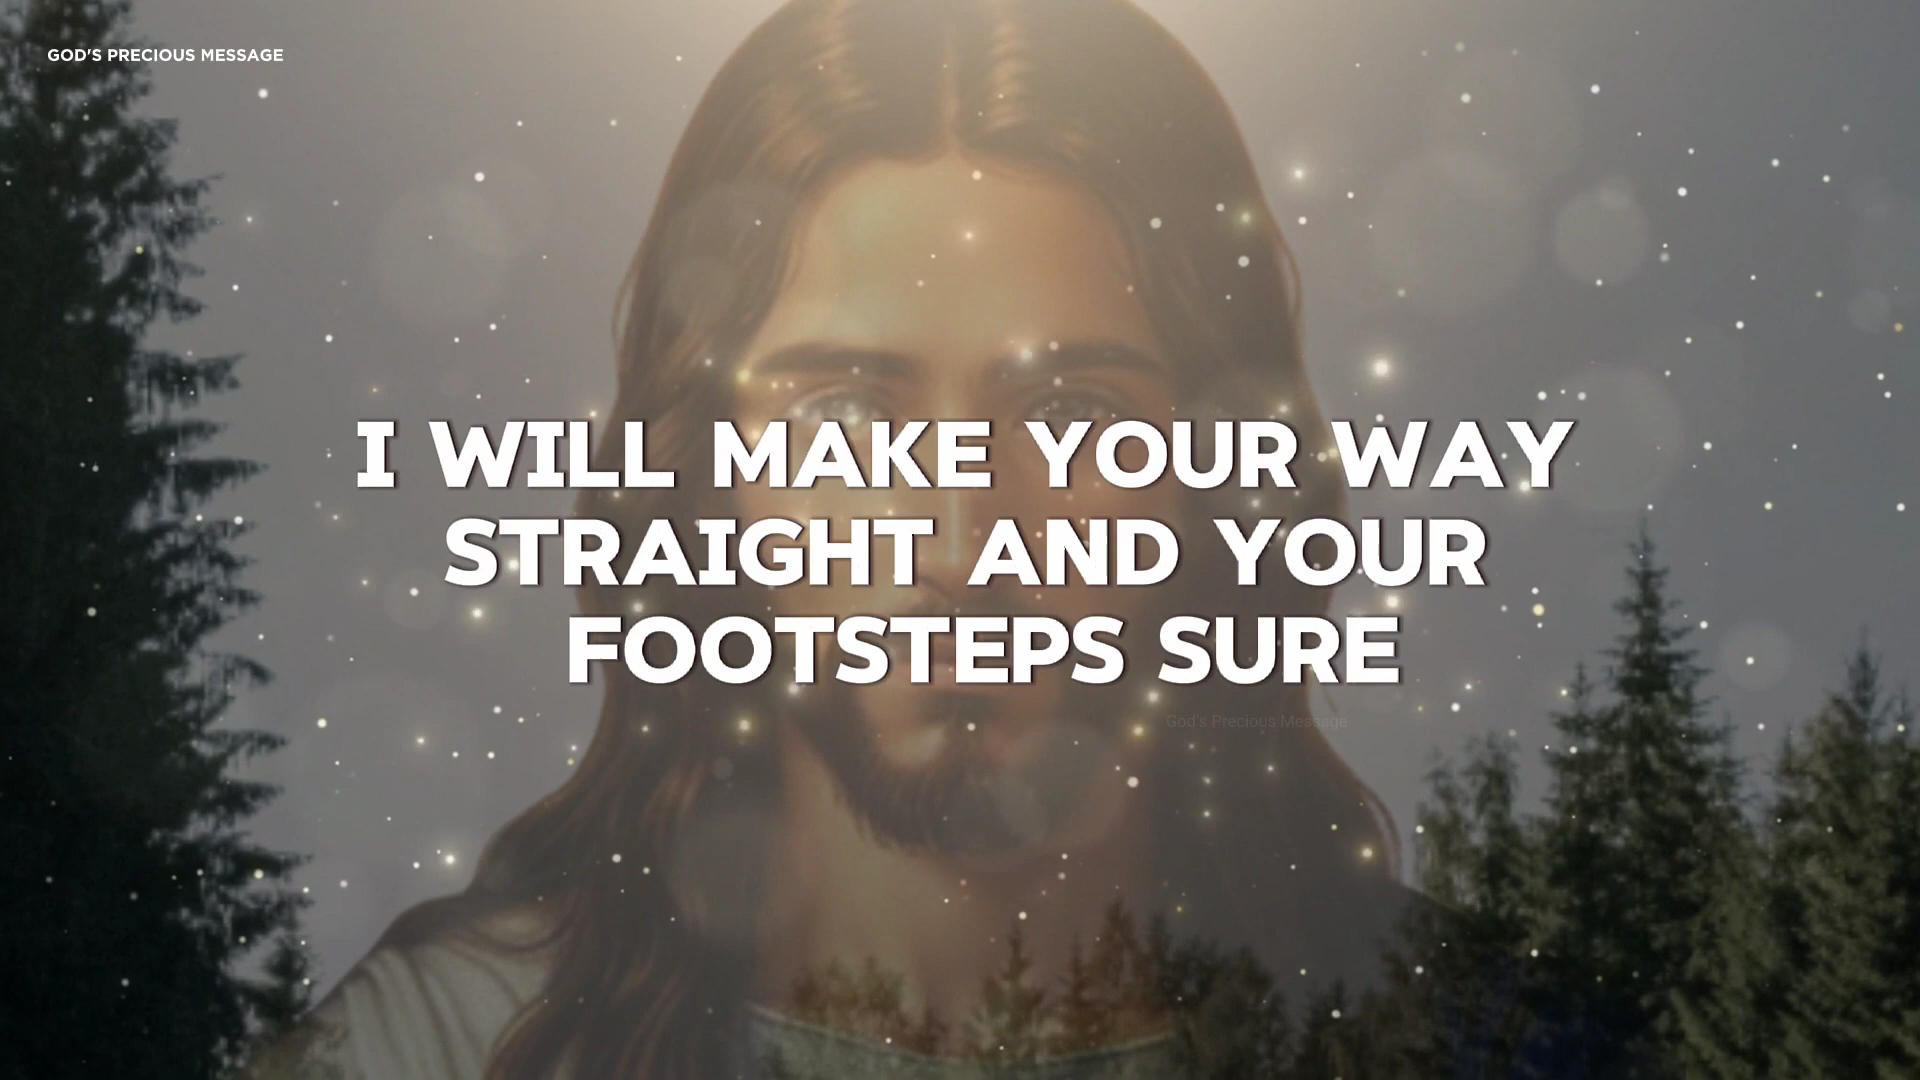 GOD'S PRECIOUS MESSAGE
I WILL MAKE YOUR WAY
STRAIGHT AND YOUR
FOOTSTEPS SURE
God's Precious Message